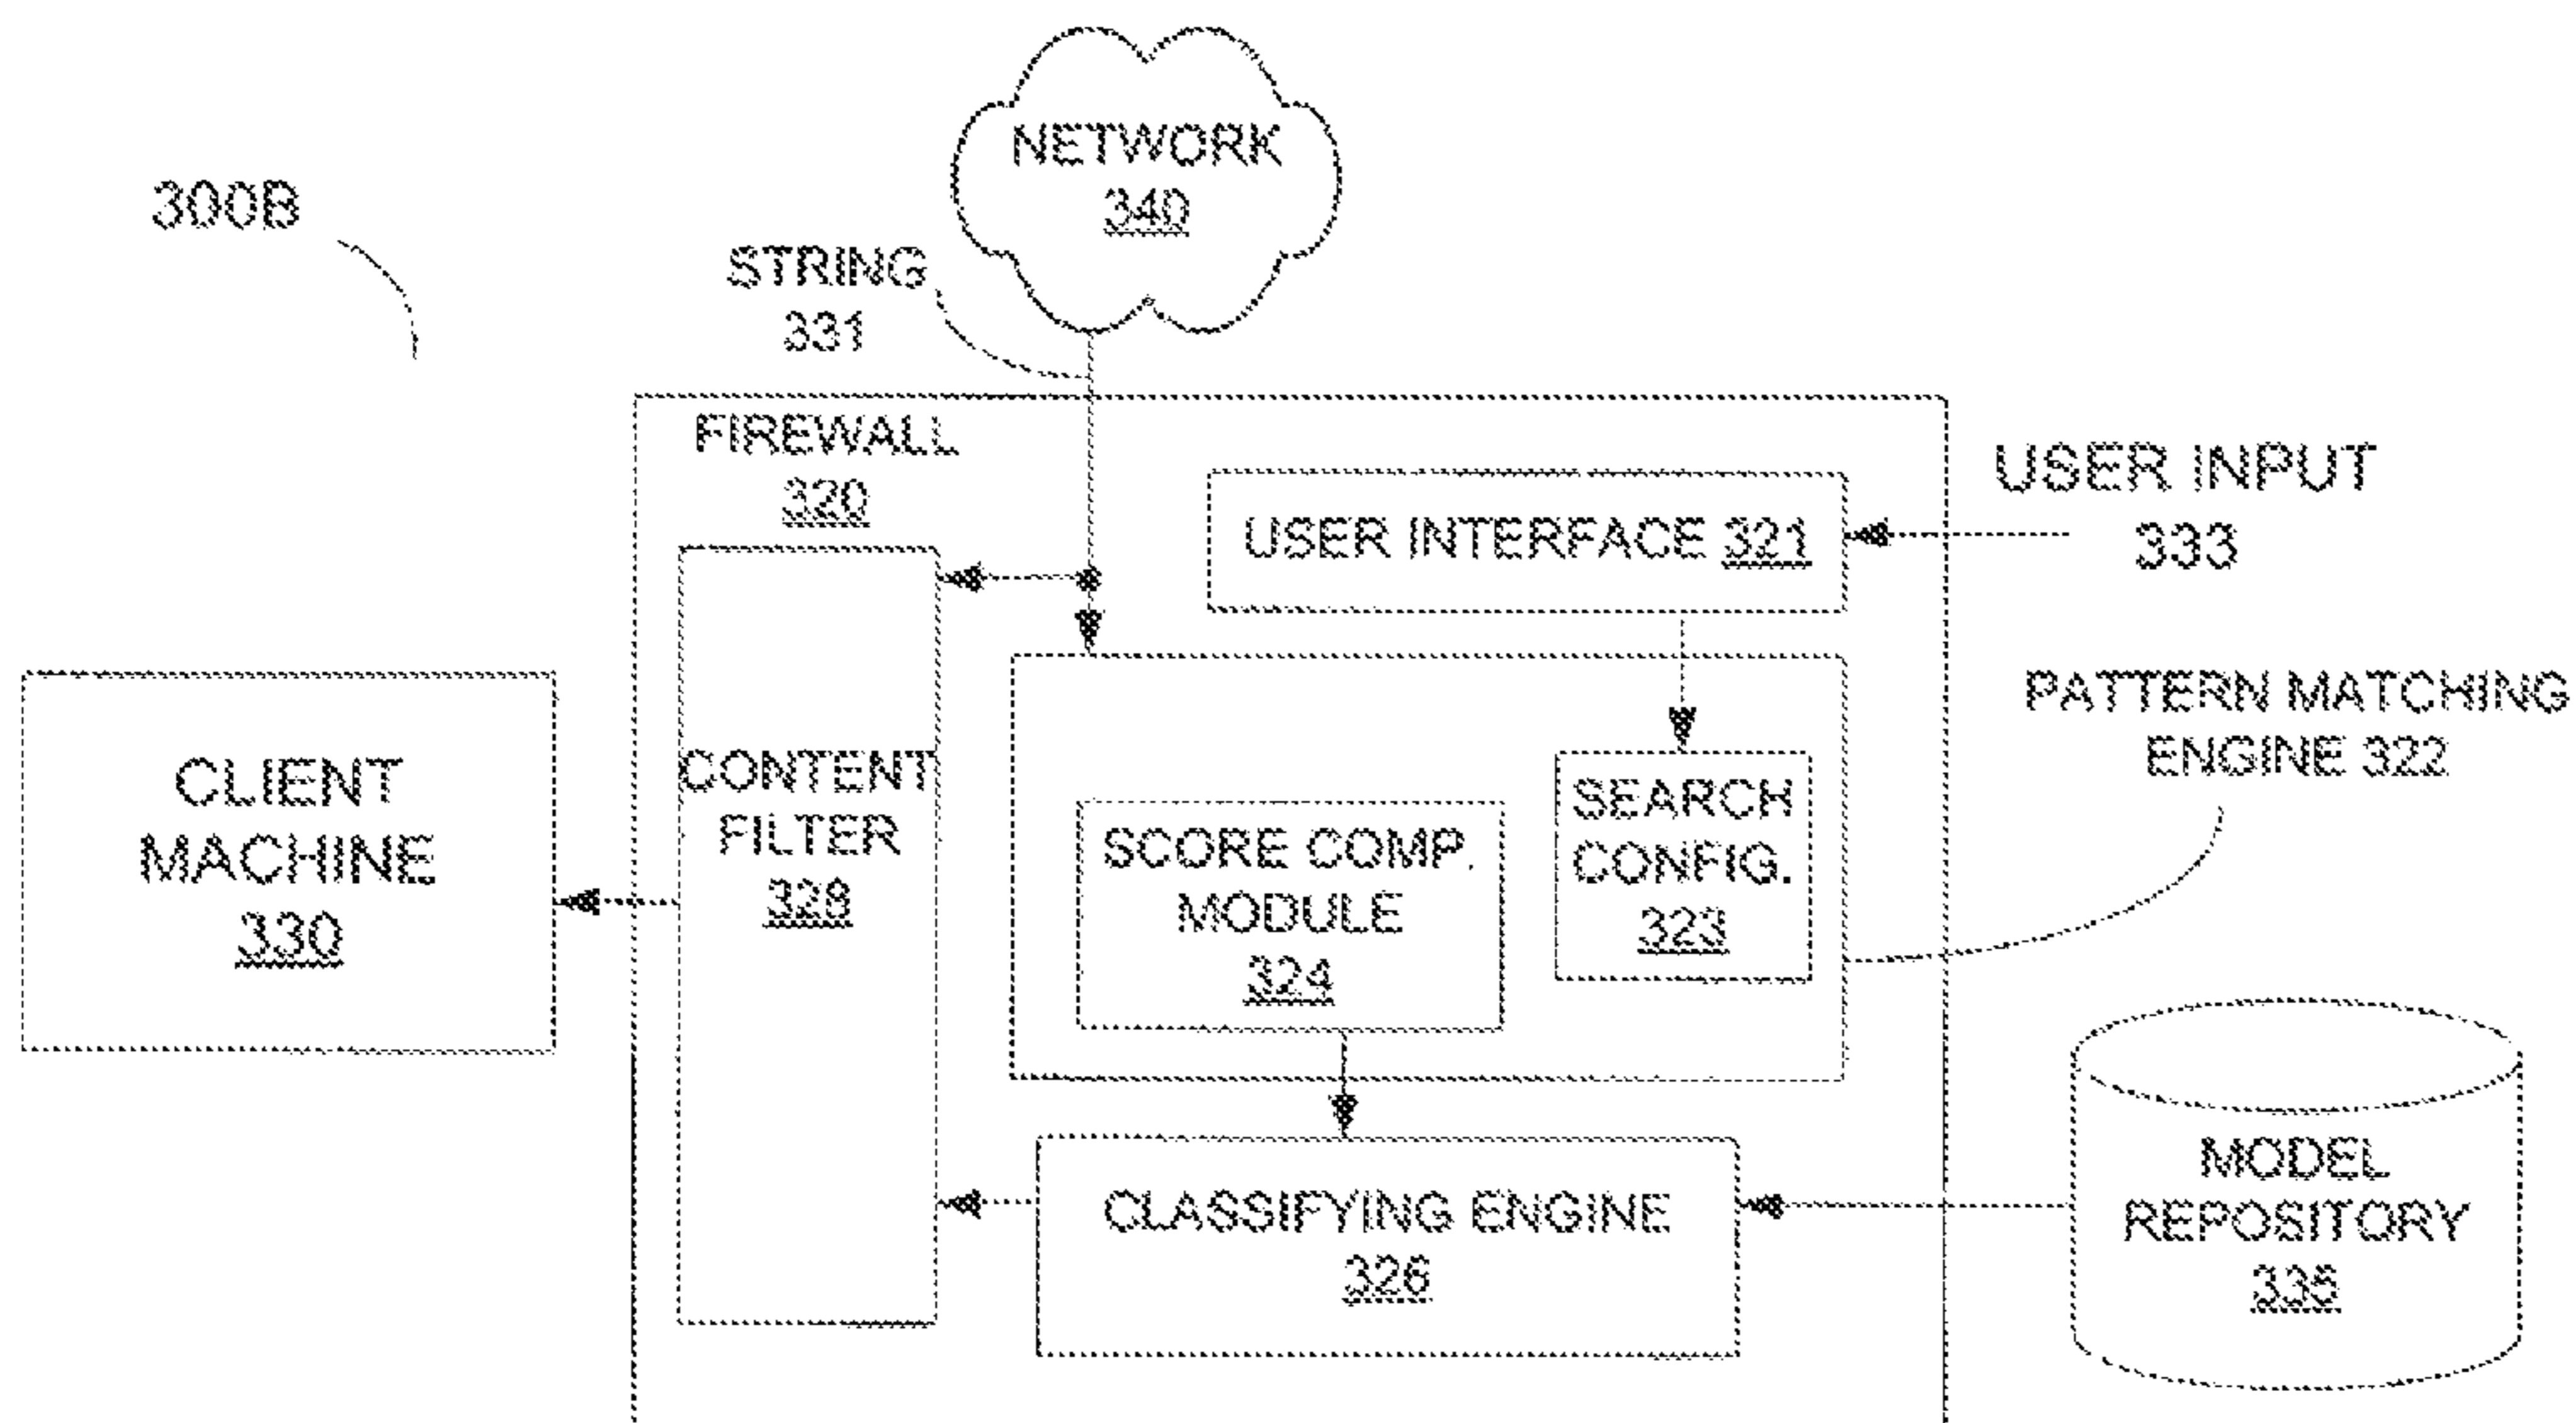 NETWORK
340
300B
STRING
331
FIREWALL
320
USER INPUT
333
USER INTERFACE 321
PATTERN MATCHING
ENGINE 322
CLIENT
MACHINE
330
CONTENT
FILTER
328
SCORE COMP.
MODULE
324
SEARCH
CONFIG.
323
CLASSIFYING ENGINE
326
MODEL
REPOSITORY
335